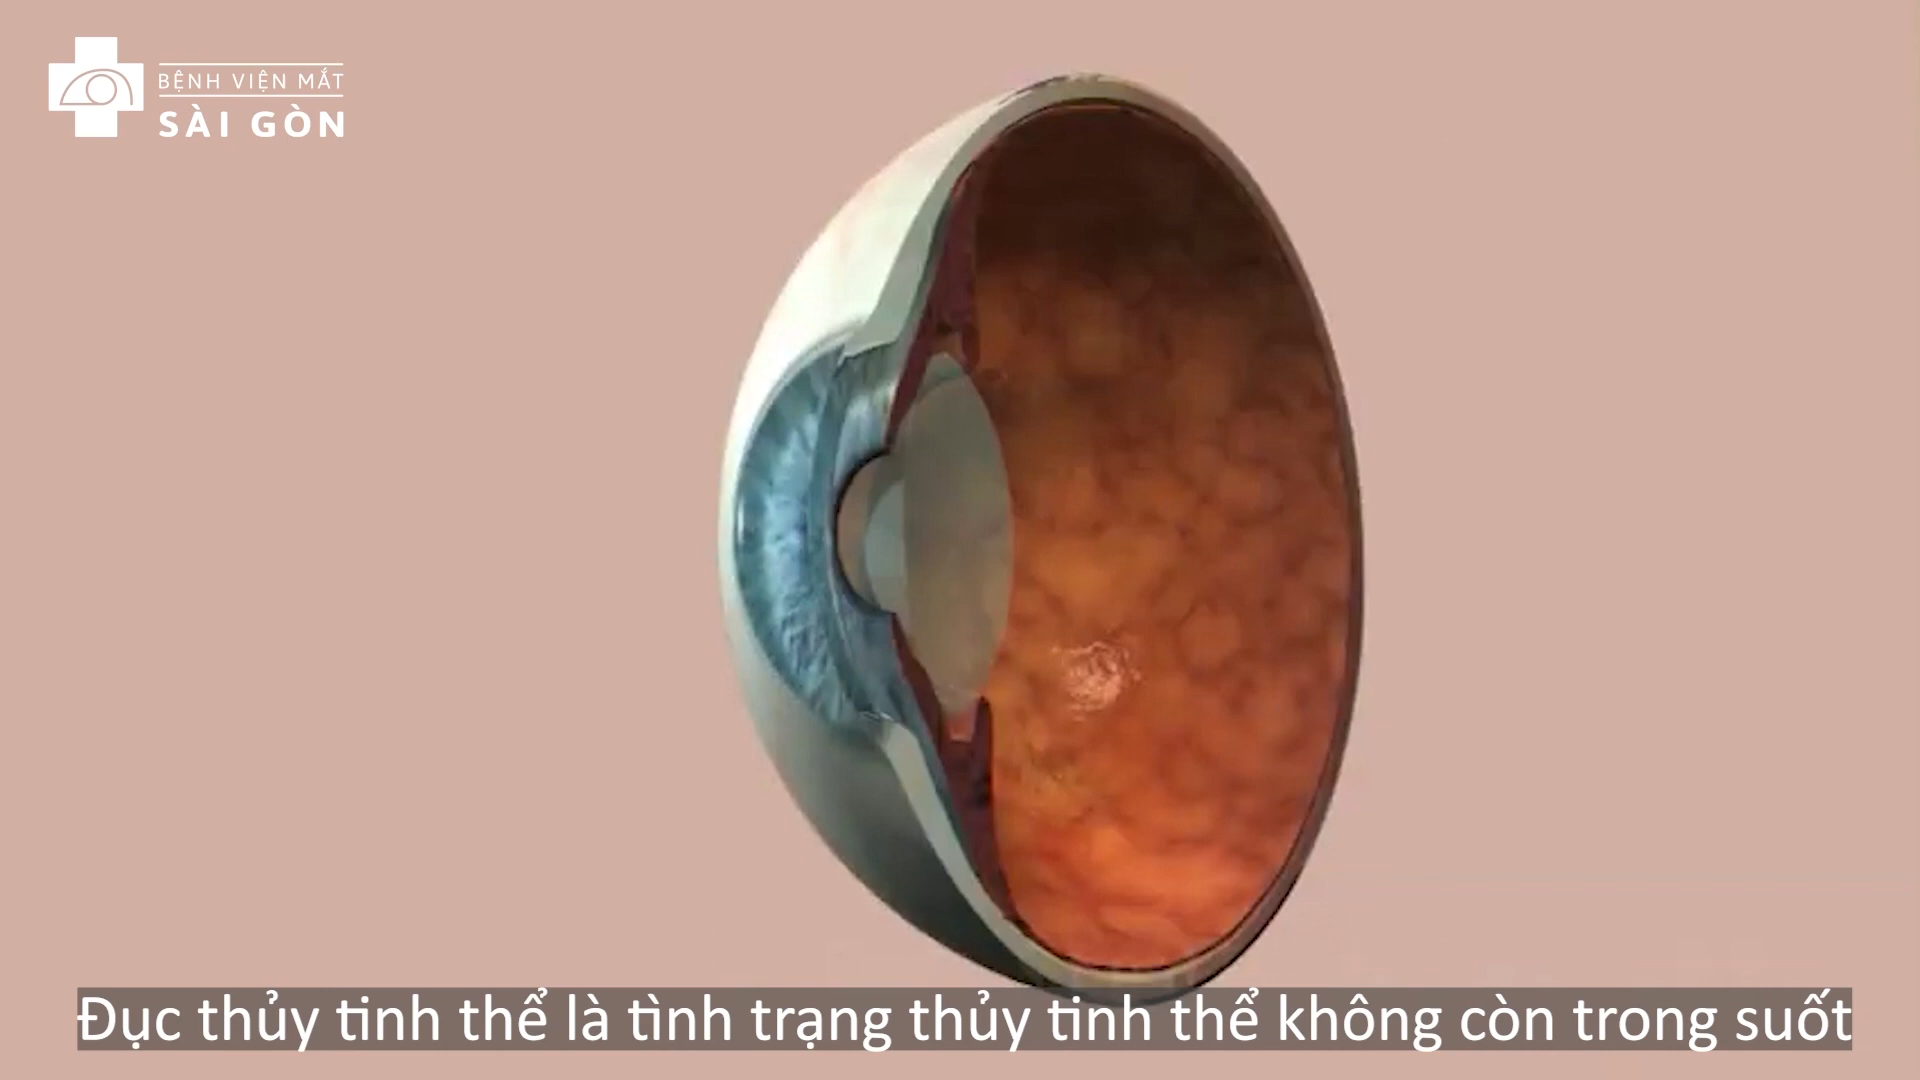 BỆNH VIỆN MẮT
SÀI GÒN
Đục thủy tinh thể là tình trạng thủy tinh thể không còn trong suốt